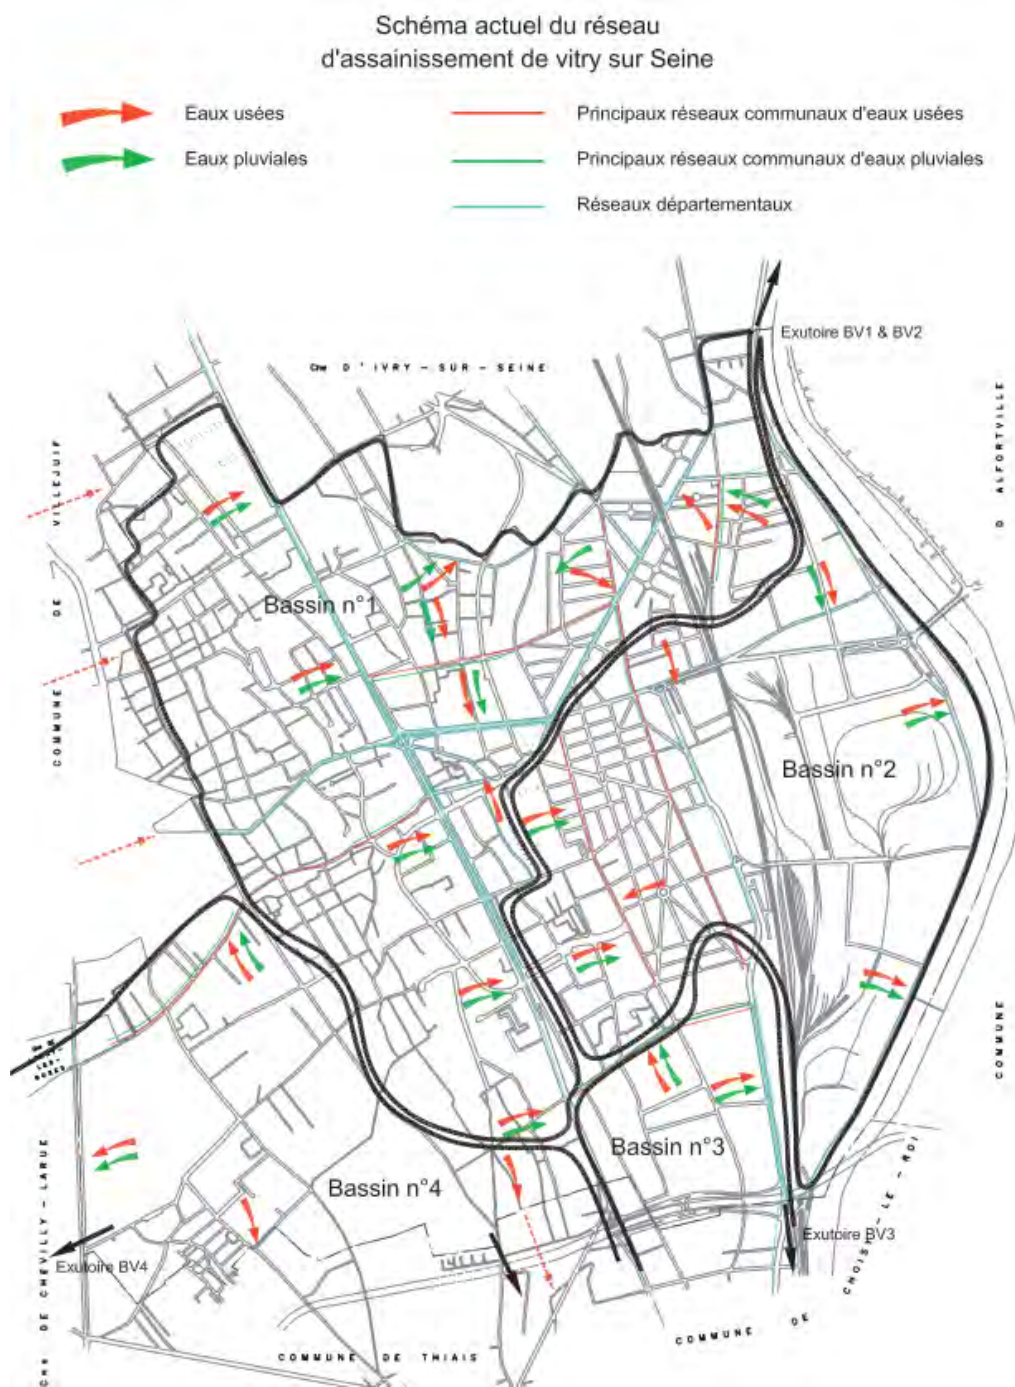 Schéma actuel du réseau
d'assainissement de vitry sur Seine
Eaux usées
Principaux réseaux communaux d'eaux usées
Eaux pluviales
Principaux réseaux communaux d'eaux pluviales
Réseaux départementaux
Exutoire BV1 & BV2
Cne D'IVRY-SUR-SEINE
COMMUNE DE VILLEJUIF
COMMUNE D ALFORTVILLE
Bassin n°1
Bassin n°2
Bassin n°3
Bassin n°4
Exutoire BV3
Exutoire BV4
Cne DE CHEVILLY-LARUE
COMMUNE DE THIAIS
COMMUNE DE CHOISY-LE-ROI